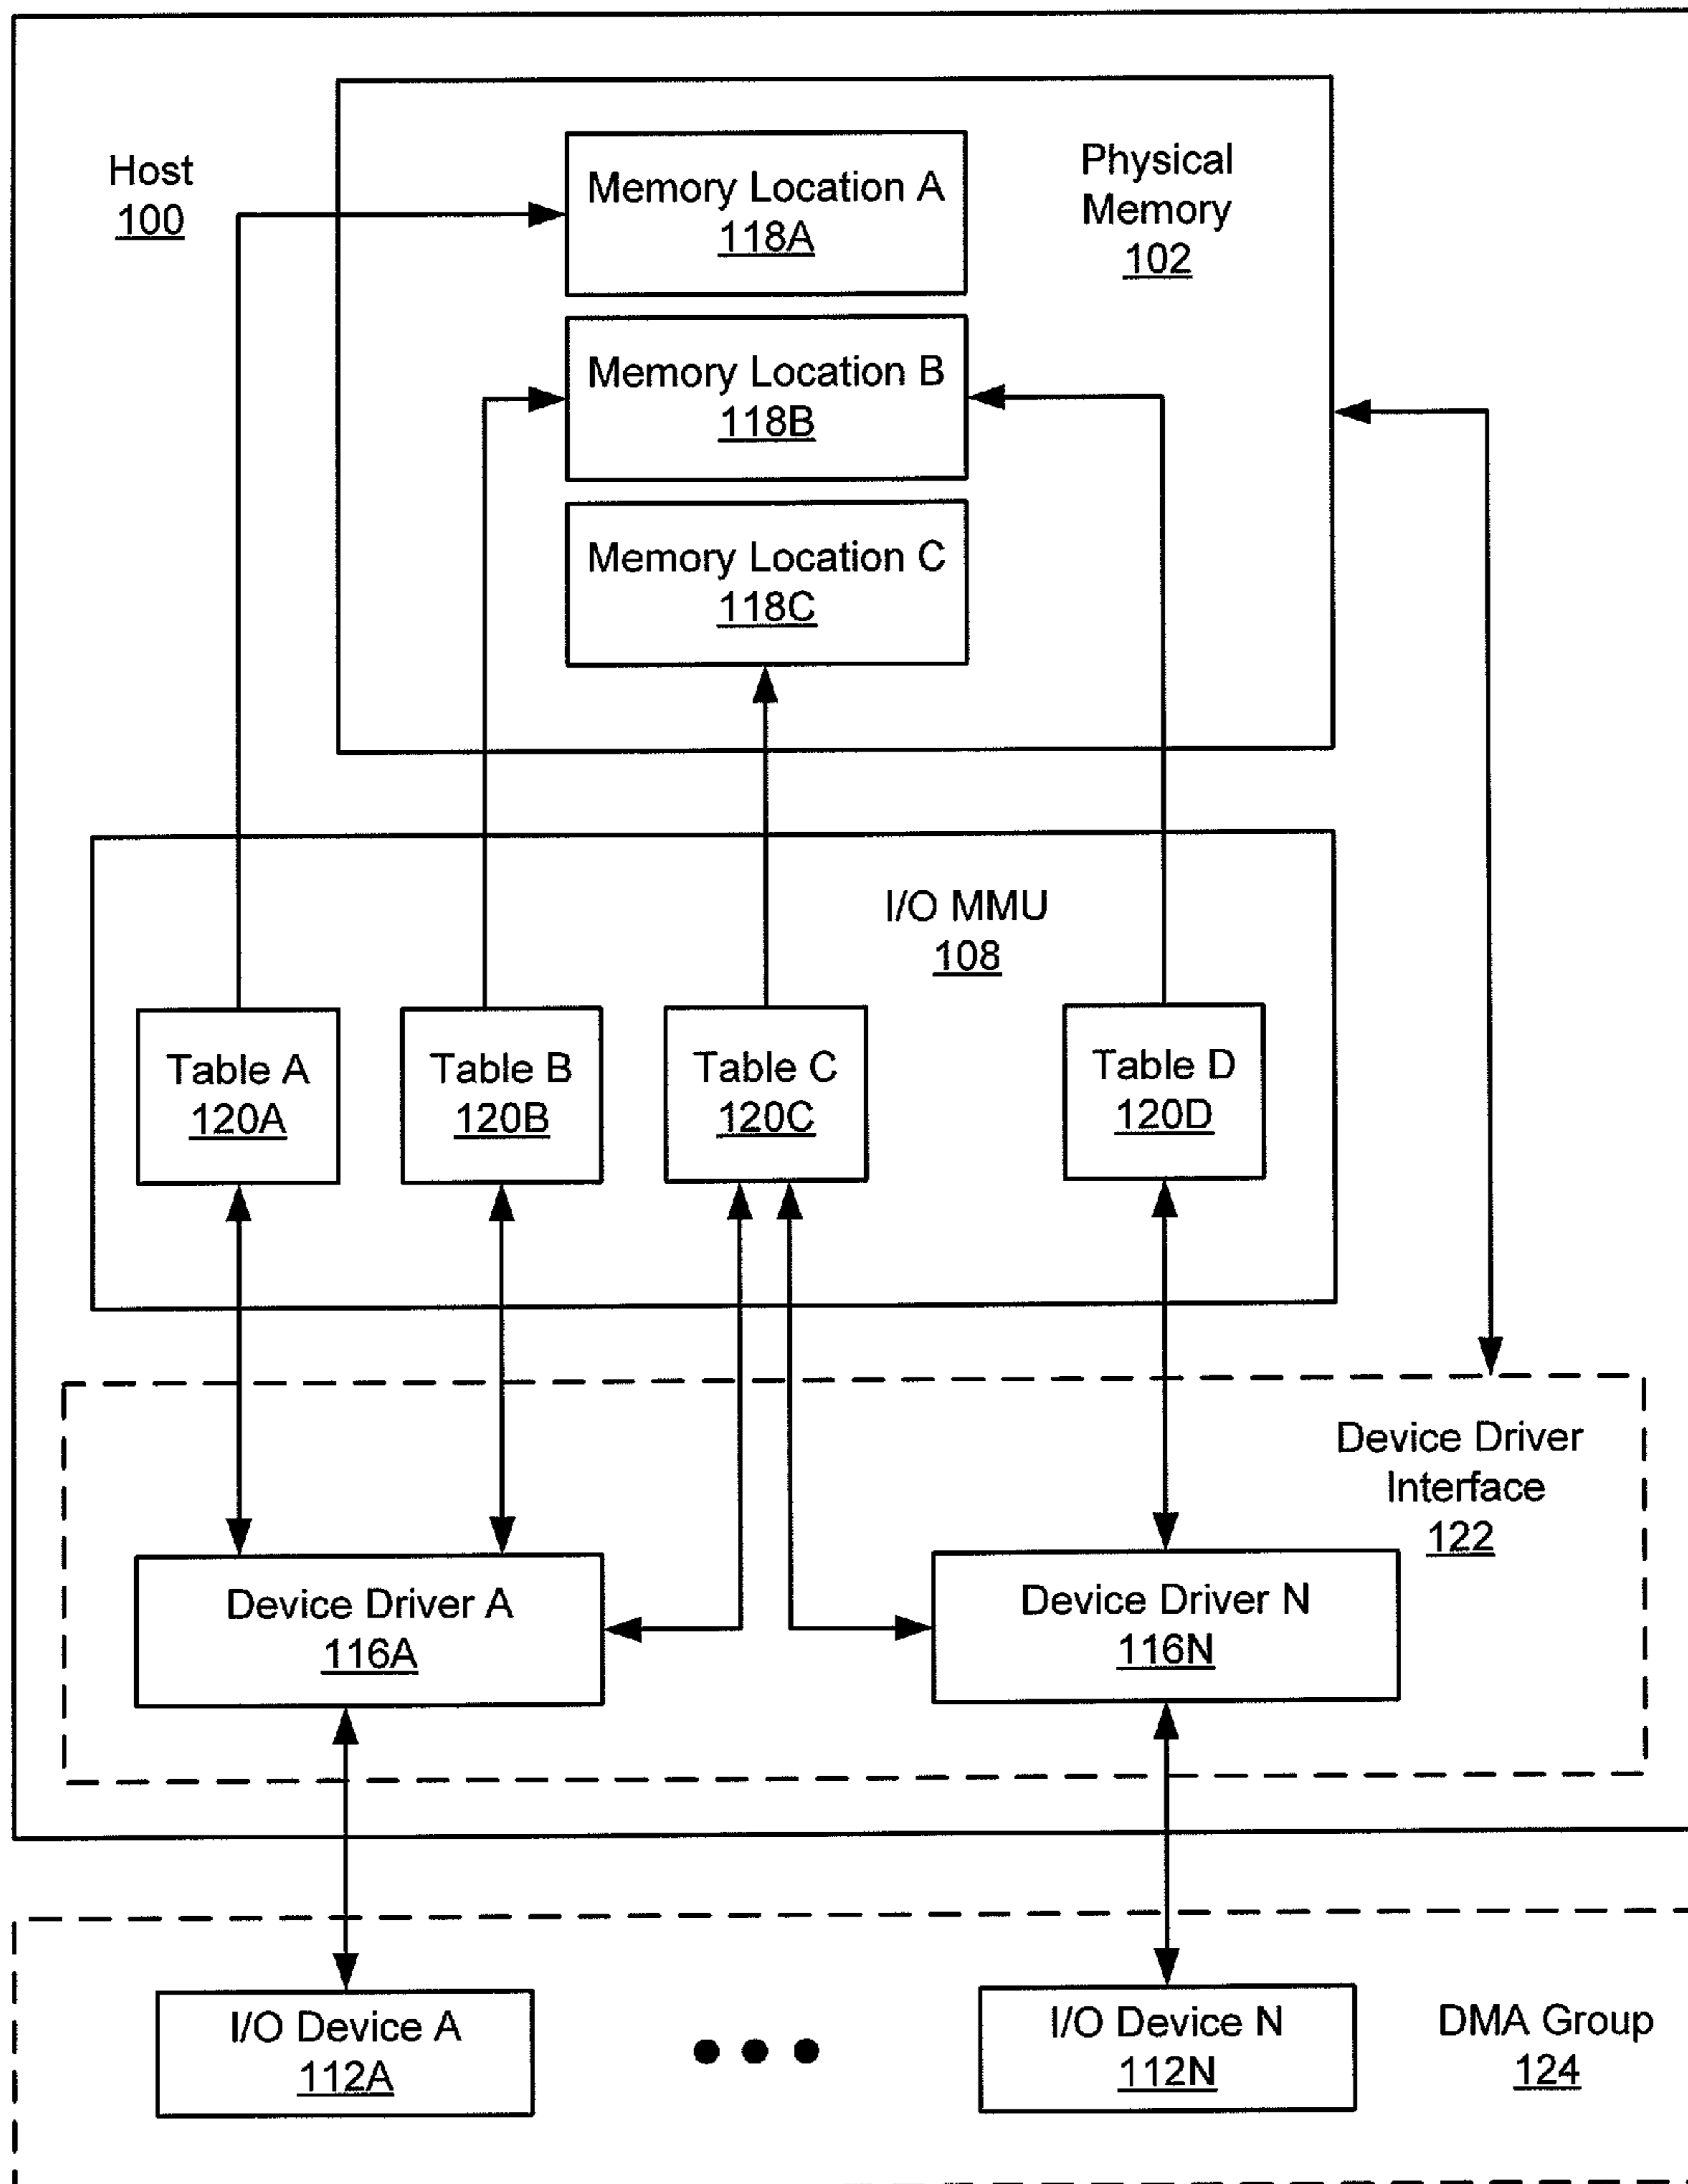 Host
100
Physical
Memory
102
Memory Location A
118A
Memory Location B
118B
Memory Location C
118C
I/O MMU
108
Table A
120A
Table B
120B
Table C
120C
Table D
120D
Device Driver
Interface
122
Device Driver A
116A
Device Driver N
116N
I/O Device A
112A
I/O Device N
112N
DMA Group
124